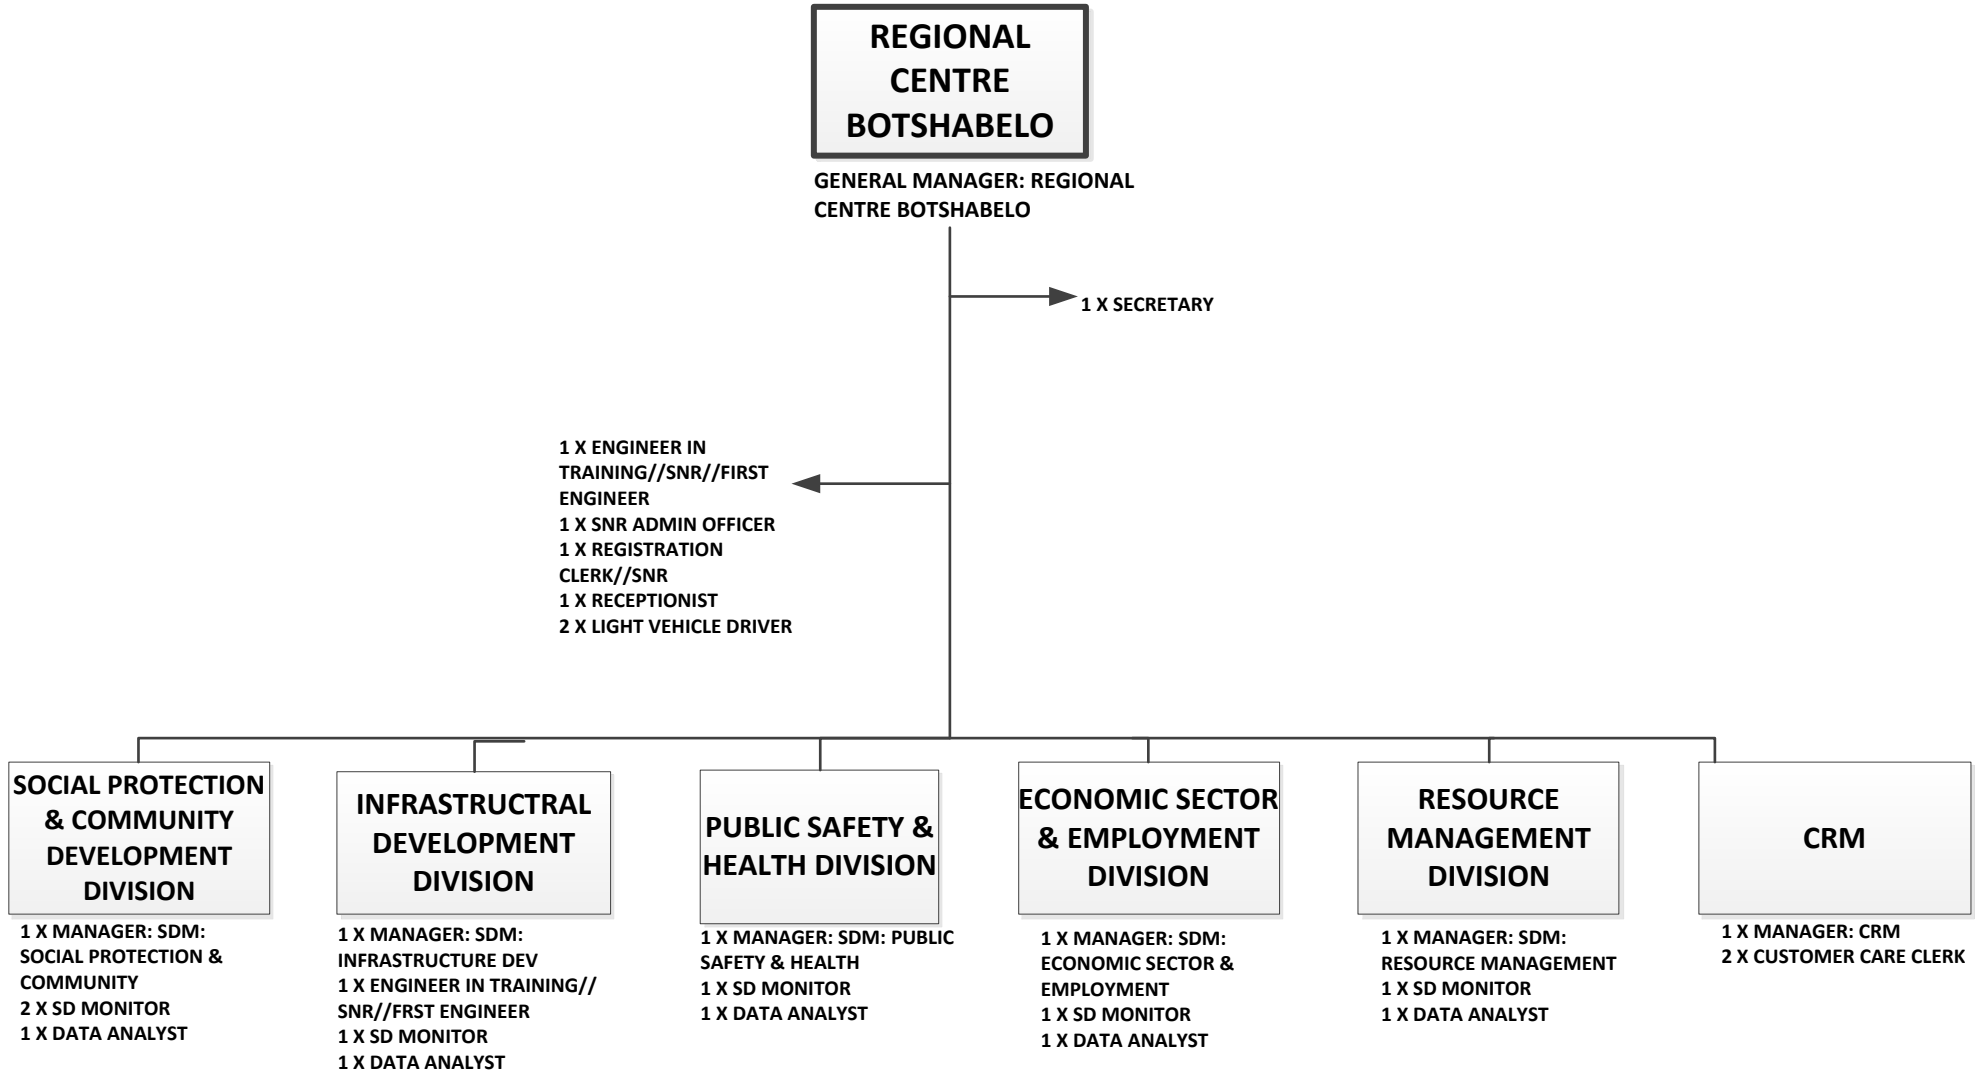 REGIONAL
CENTRE
BOTSHABELO
GENERAL MANAGER: REGIONAL
CENTRE BOTSHABELO
1 X SECRETARY
1 X ENGINEER IN
TRAINING//SNR//FIRST
ENGINEER
1 X SNR ADMIN OFFICER
1 X REGISTRATION
CLERK//SNR
1 X RECEPTIONIST
2 X LIGHT VEHICLE DRIVER
SOCIAL PROTECTION
& COMMUNITY
DEVELOPMENT
DIVISION
1 X MANAGER: SDM:
SOCIAL PROTECTION &
COMMUNITY
2 X SD MONITOR
1 X DATA ANALYST
INFRASTRUCTRAL
DEVELOPMENT
DIVISION
1 X MANAGER: SDM:
INFRASTRUCTURE DEV
1 X ENGINEER IN TRAINING//
SNR//FRST ENGINEER
1 X SD MONITOR
1 X DATA ANALYST
PUBLIC SAFETY &
HEALTH DIVISION
1 X MANAGER: SDM: PUBLIC
SAFETY & HEALTH
1 X SD MONITOR
1 X DATA ANALYST
ECONOMIC SECTOR
& EMPLOYMENT
DIVISION
1 X MANAGER: SDM:
ECONOMIC SECTOR &
EMPLOYMENT
1 X SD MONITOR
1 X DATA ANALYST
RESOURCE
MANAGEMENT
DIVISION
1 X MANAGER: SDM:
RESOURCE MANAGEMENT
1 X SD MONITOR
1 X DATA ANALYST
CRM
1 X MANAGER: CRM
2 X CUSTOMER CARE CLERK